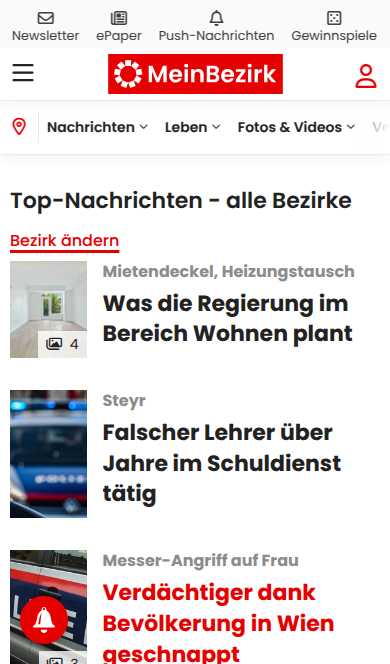 Newsletter ePaper Push-Nachrichten Gewinnspiele
MeinBezirk
Nachrichten Leben Fotos & Videos
Top-Nachrichten - alle Bezirke
Bezirk ändern
Mietendeckel, Heizungstausch
Was die Regierung im
Bereich Wohnen plant
4
Steyr
Falscher Lehrer über
Jahre im Schuldienst
tätig
Messer-Angriff auf Frau
Verdächtiger dank
Bevölkerung in Wien
geschnappt